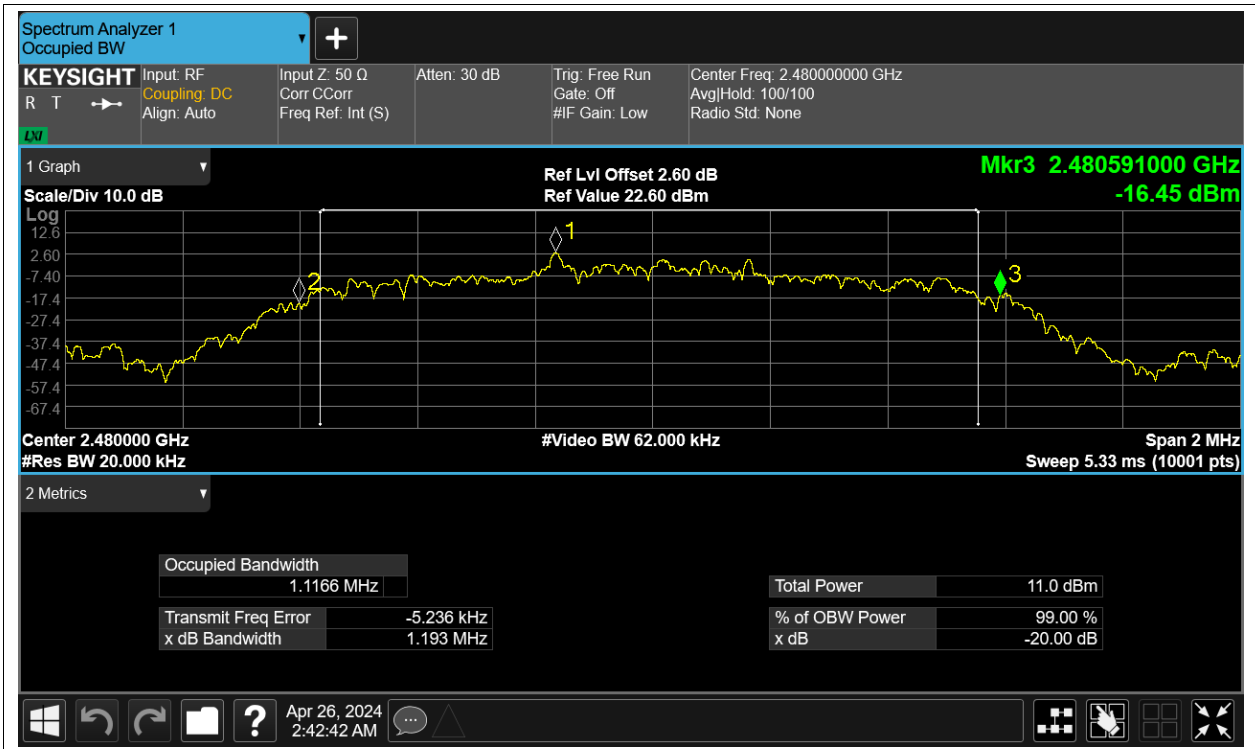 Spectrum Analyzer 1
Occupied BW
KEYSIGHT
R T
LXI
Input: RF
Coupling: DC
Align: Auto
Input Z: 50 Ω
Corr CCorr
Freq Ref: Int (S)
Atten: 30 dB
Trig: Free Run
Gate: Off
#IF Gain: Low
Center Freq: 2.480000000 GHz
Avg|Hold: 100/100
Radio Std: None
1 Graph
Scale/Div 10.0 dB
Ref Lvl Offset 2.60 dB
Ref Value 22.60 dBm
Mkr3 2.480591000 GHz
-16.45 dBm
Log
12.6
2.60
-7.40
-17.4
-27.4
-37.4
-47.4
-57.4
-67.4
1
2
3
Center 2.480000 GHz
#Video BW 62.000 kHz
Span 2 MHz
#Res BW 20.000 kHz
Sweep 5.33 ms (10001 pts)
2 Metrics
Occupied Bandwidth
1.1166 MHz
Transmit Freq Error -5.236 kHz
x dB Bandwidth 1.193 MHz
Total Power 11.0 dBm
% of OBW Power 99.00 %
x dB -20.00 dB
?
Apr 26, 2024
2:42:42 AM